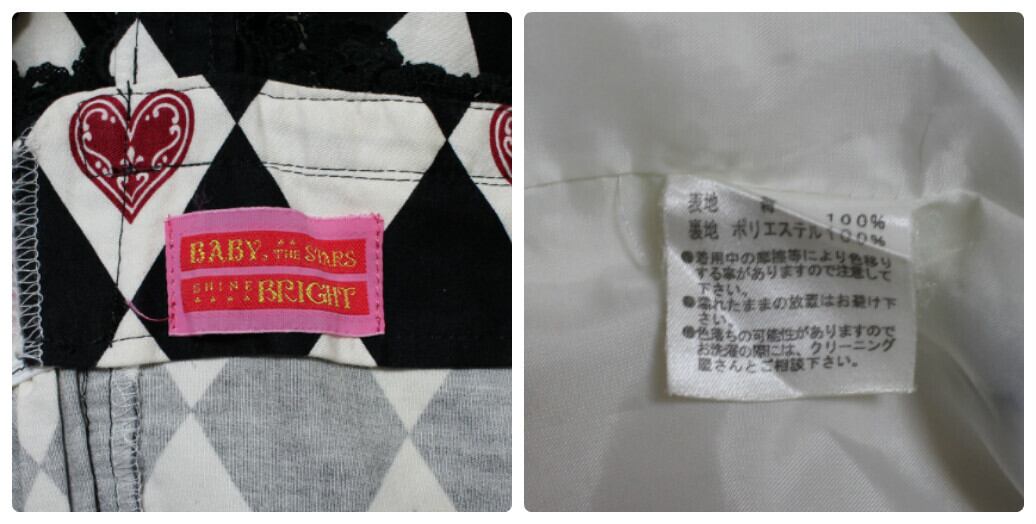 BABY, THE STARS
SHINE BRIGHT
表地 綿 100%
裏地 ポリエステル 100%
●着用中の摩擦等により色移り
する事がありますので注意して
下さい。
●濡れたままの放置はお避け下
さい。
●色落ちの可能性がありますので
お洗濯の際には、クリーニング
屋さんとご相談下さい。